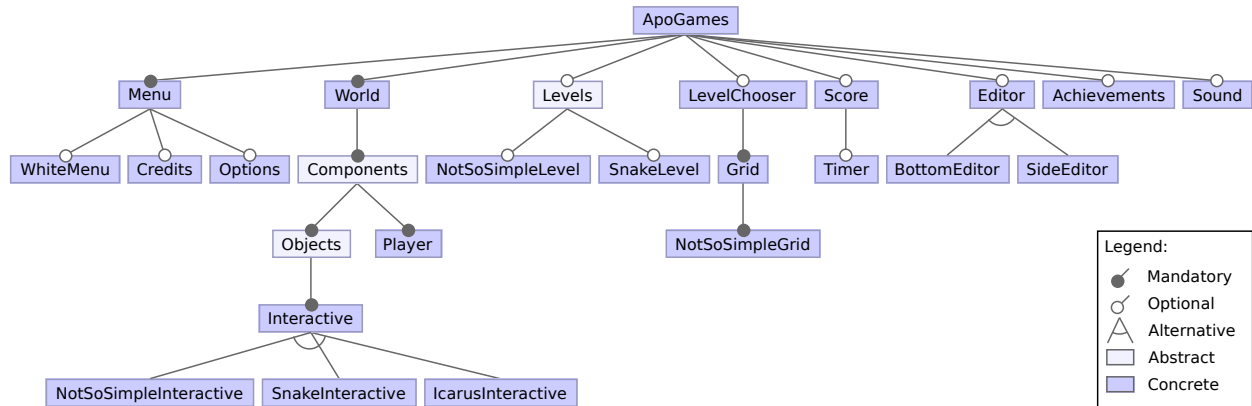 ApoGames
Menu World Levels LevelChooser Score Editor Achievements Sound
WhiteMenu Credits Options Components NotSoSimpleLevel SnakeLevel Grid Timer BottomEditor SideEditor
Objects Player NotSoSimpleGrid
Interactive
NotSoSimpleInteractive SnakeInteractive IcarusInteractive
Legend:
Mandatory
Optional
Alternative
Abstract
Concrete